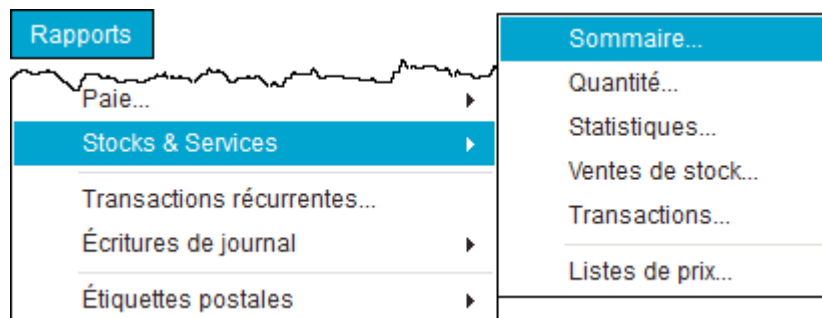 Rapports
Paie...
Stocks & Services
Transactions récurrentes...
Écritures de journal
Étiquettes postales
Sommaire...
Quantité...
Statistiques...
Ventes de stock...
Transactions...
Listes de prix...